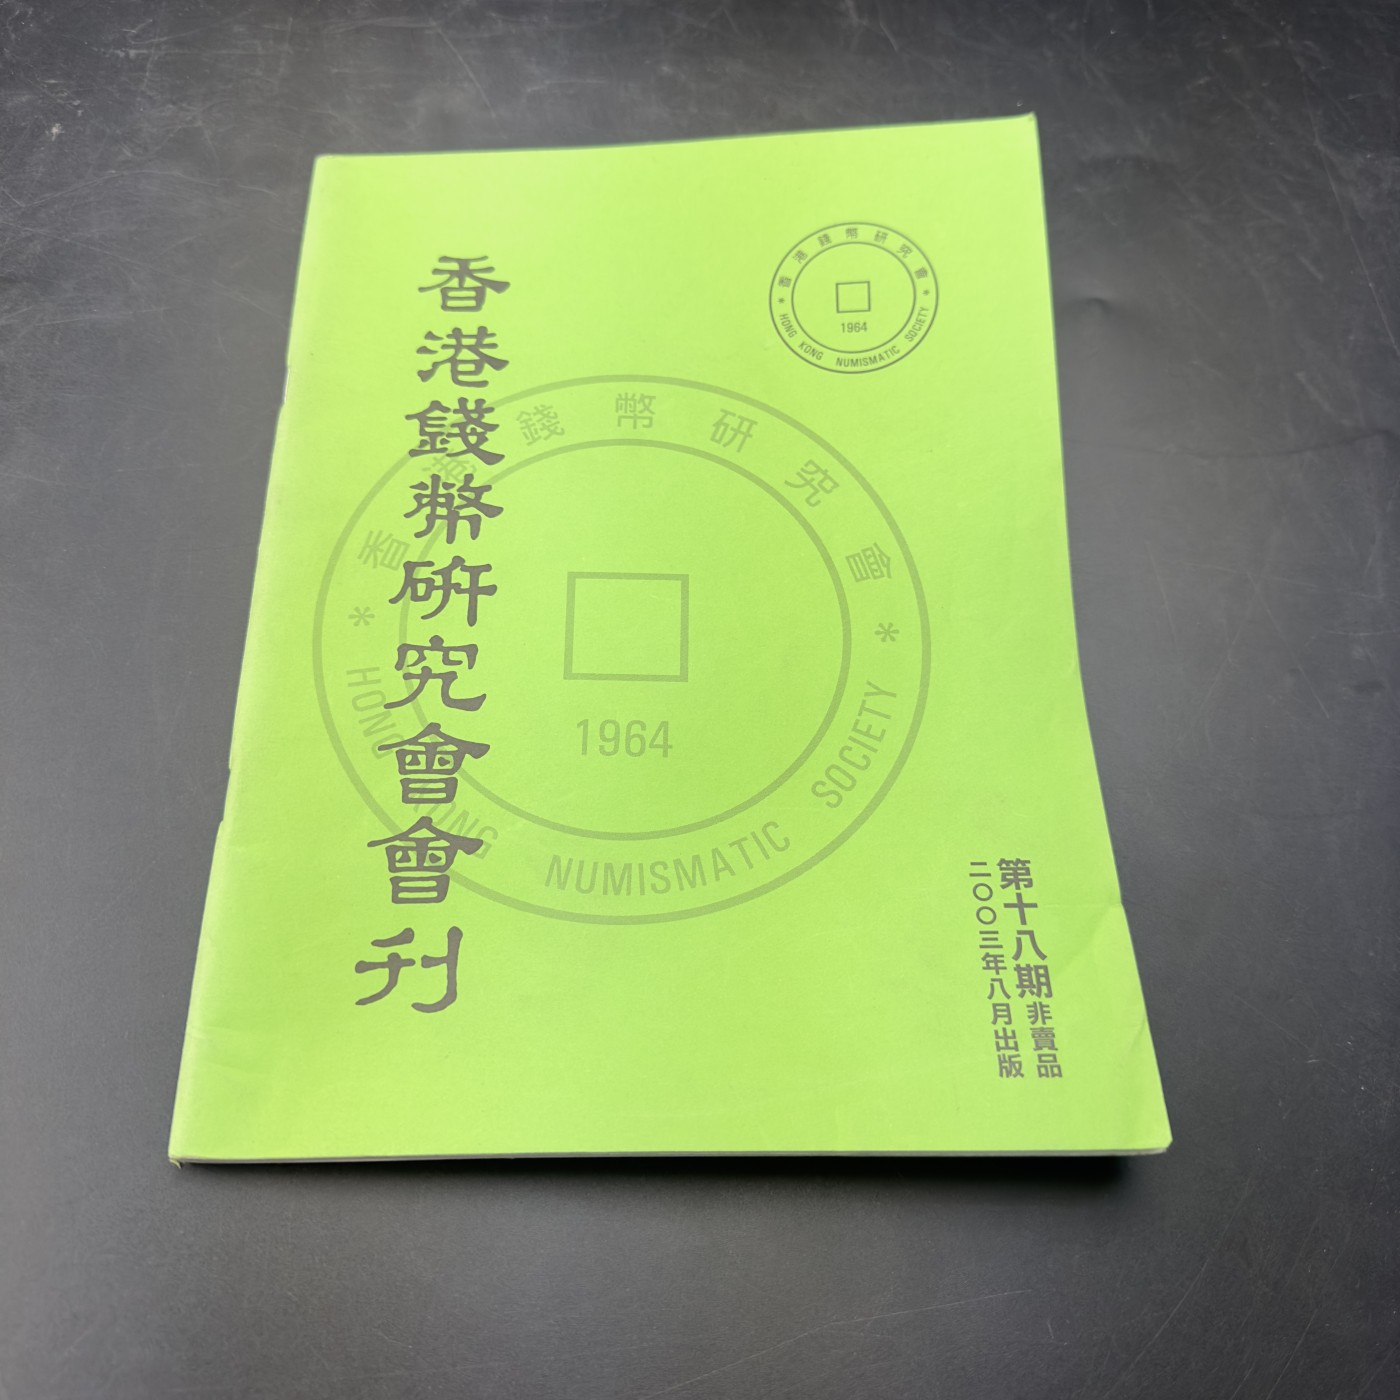 香港錢幣研究會會刊
香港錢幣研究會
1964
* HONG KONG NUMISMATIC SOCIETY *
香港錢幣研究會
1964
* HONG KONG NUMISMATIC SOCIETY *
第十八期非賣品
二〇〇三年八月出版